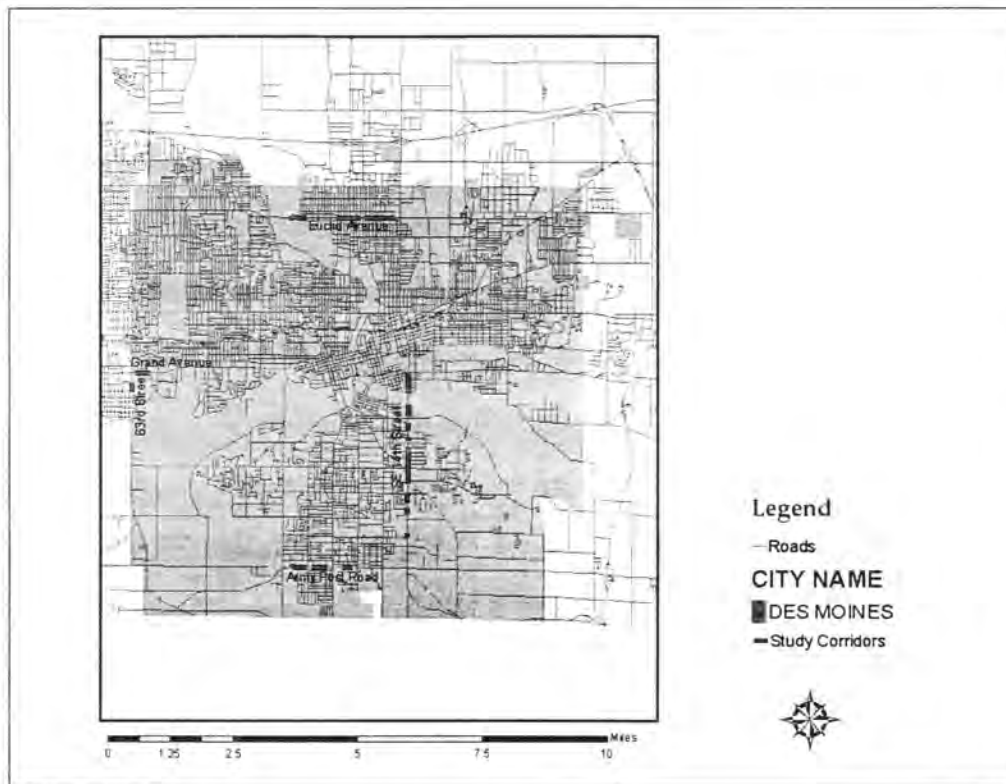 Euclid Avenue
Grand Avenue
63rd Street
14th Street
Army Post Road
Legend
Roads
CITY NAME
DES MOINES
Study Corridors
Miles
0 1.25 2.5 5 7.5 10